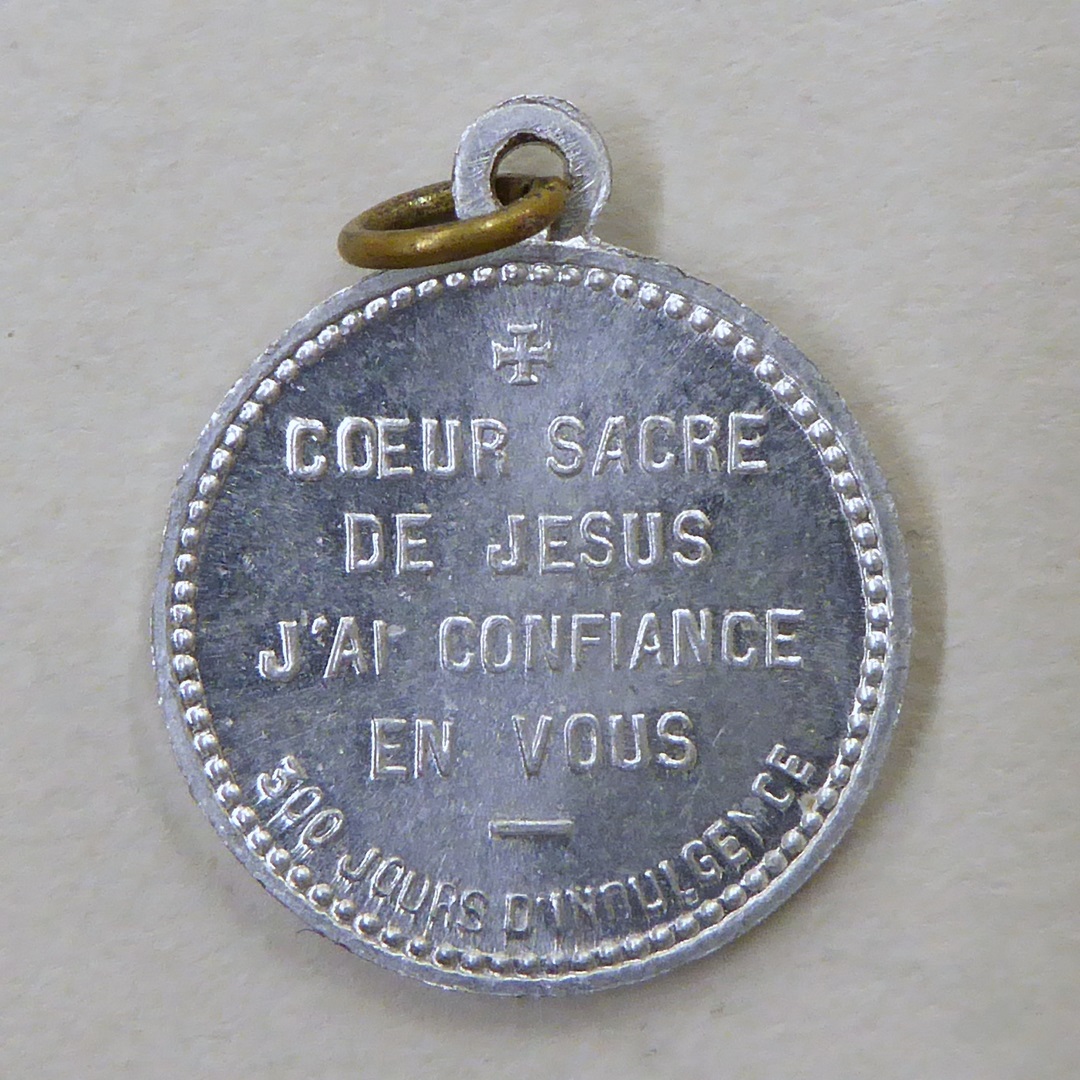 COEUR SACRE
DE JESUS
J'AI CONFIANCE
EN VOUS
300 JOURS D'INDULGENCE